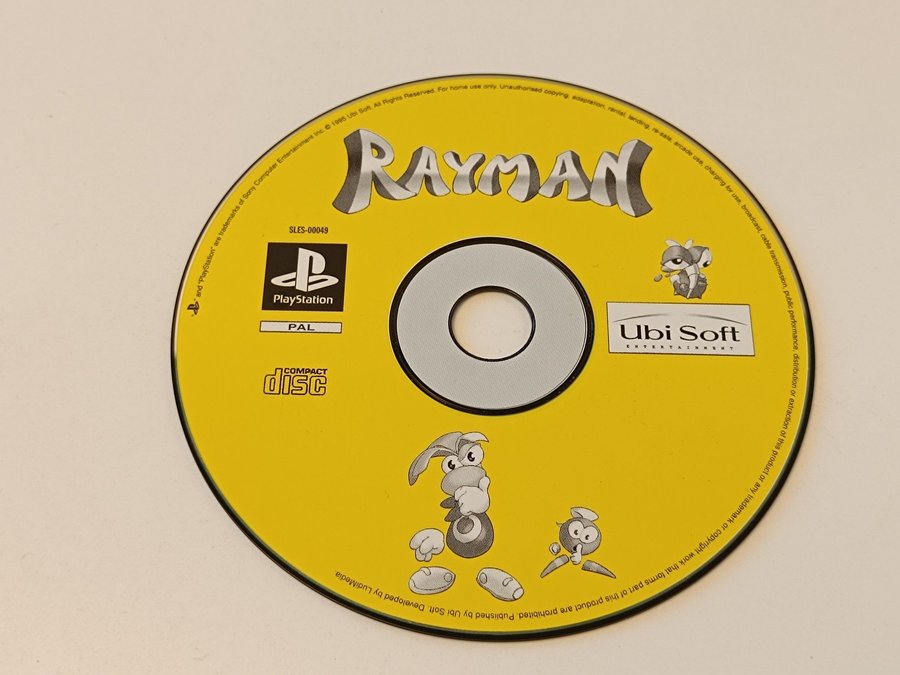 RAYMAN
SLES-00049
PlayStation
PAL
COMPACT
disc
Ubi Soft
ENTERTAINMENT
and "PlayStation" are trademarks of Sony Computer Entertainment Inc. © 1995 Ubi Soft. All Rights Reserved. For home use only. Unauthorised copying, adaptation, rental, lending, re-sale, arcade use, charging for use, broadcast, cable transmission, public performance, distribution or extraction of this product or any trademark or copyright work that forms part of this product are prohibited. Published by Ubi Soft. Developed by LudiMedia